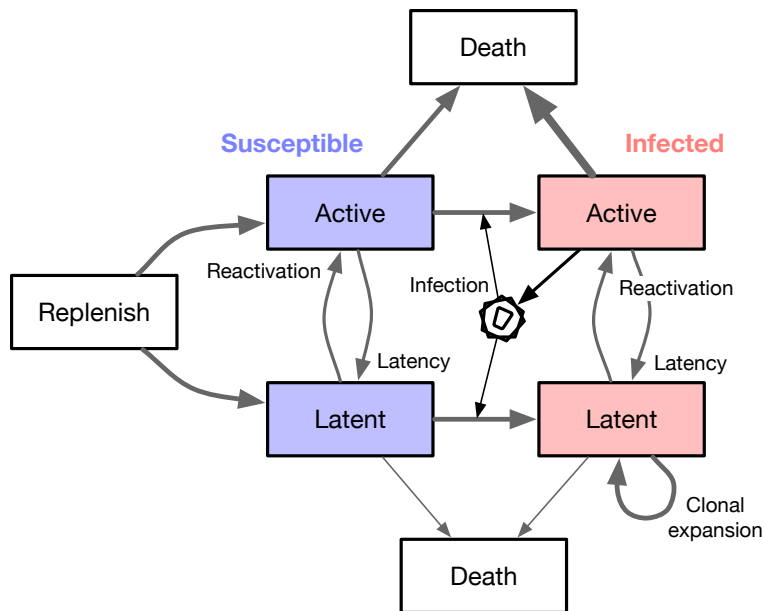 Death
Susceptible
Infected
Active
Active
Reactivation
Infection
Reactivation
Replenish
Latency
Latency
Latent
Latent
Clonal
expansion
Death